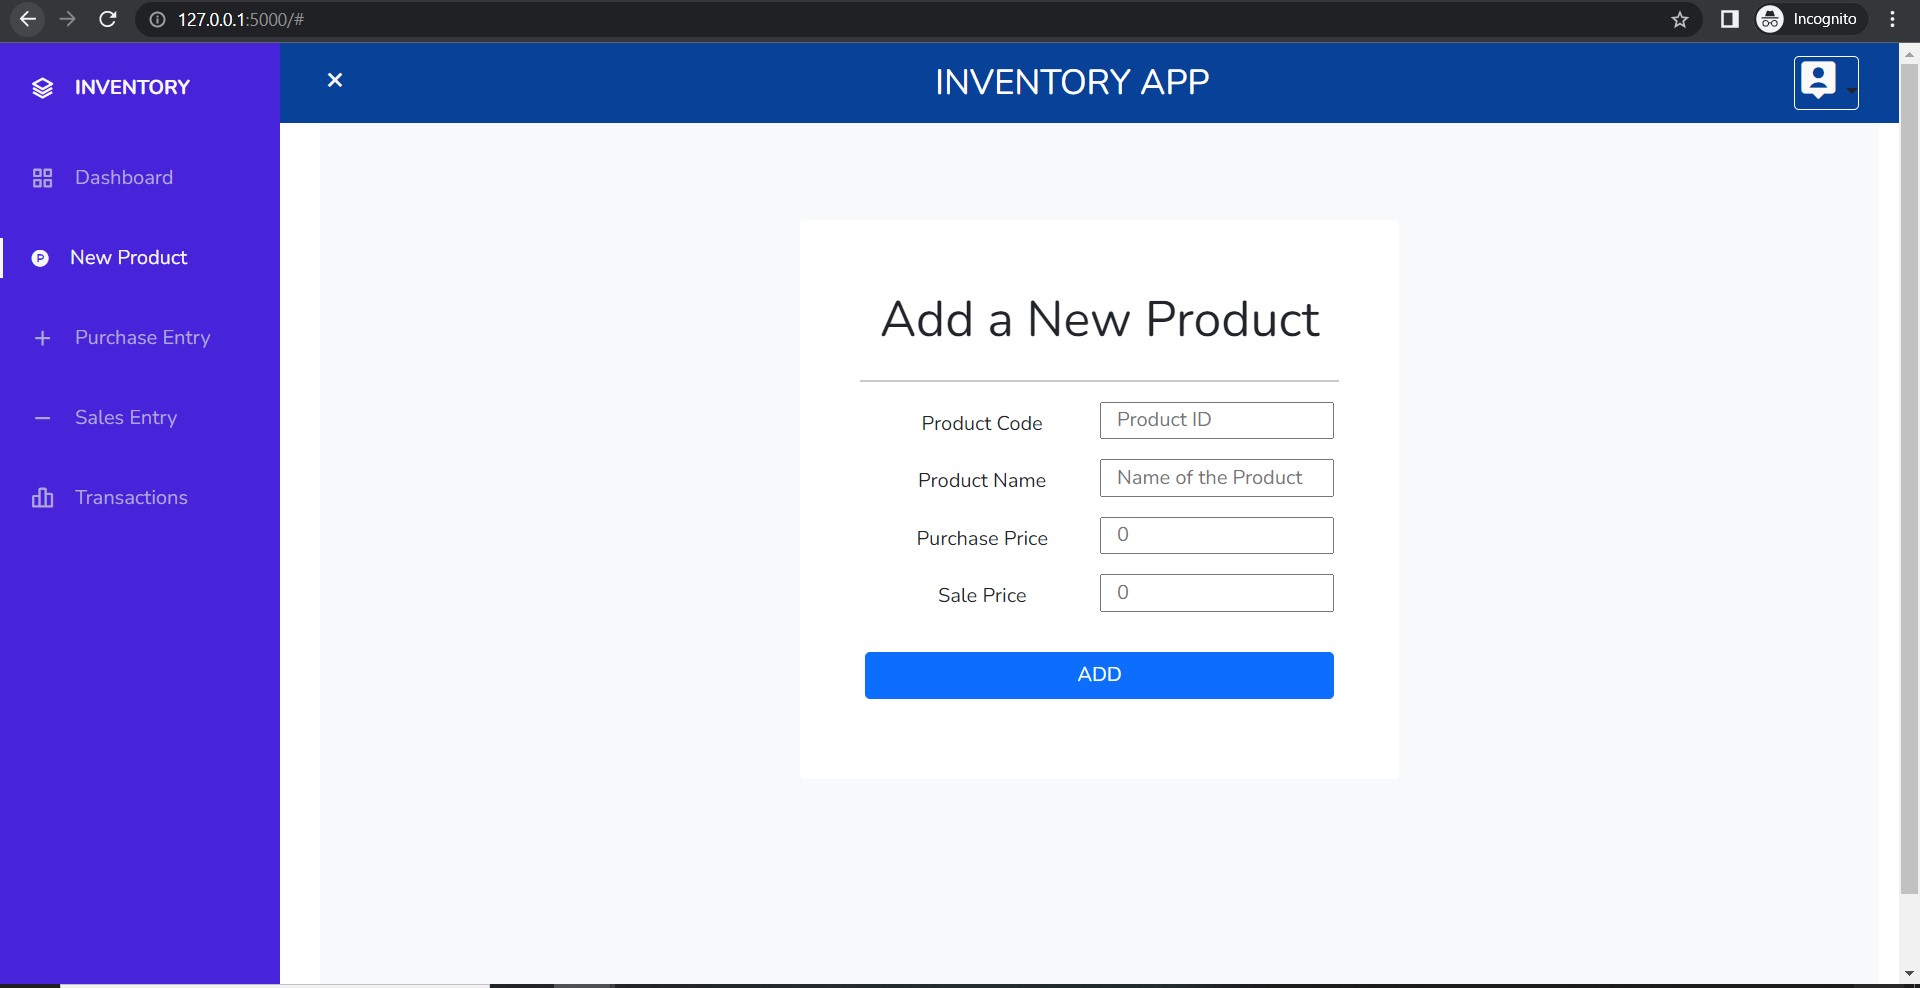 127.0.0.1:5000/#
Incognito
INVENTORY
INVENTORY APP
Dashboard
New Product
Purchase Entry
Sales Entry
Transactions
Add a New Product
Product Code Product ID
Product Name Name of the Product
Purchase Price 0
Sale Price 0
ADD